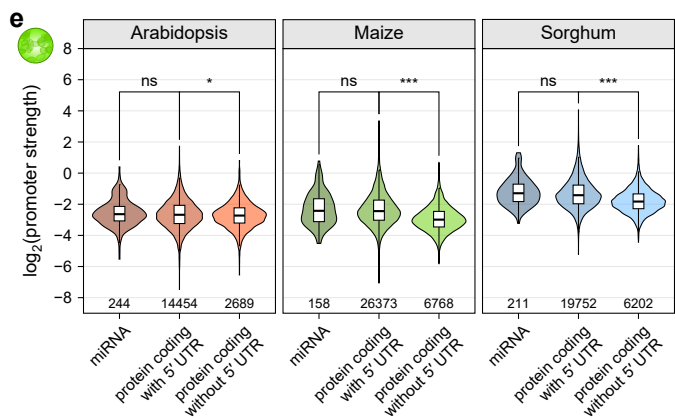 e
Arabidopsis
Maize
Sorghum
log₂(promoter strength)
8
6
4
2
0
−2
−4
−6
−8
ns
*
ns
***
ns
***
244
14454
2689
158
26373
6768
211
19752
6202
miRNA
protein coding
with 5′ UTR
protein coding
without 5′ UTR
miRNA
protein coding
with 5′ UTR
protein coding
without 5′ UTR
miRNA
protein coding
with 5′ UTR
protein coding
without 5′ UTR